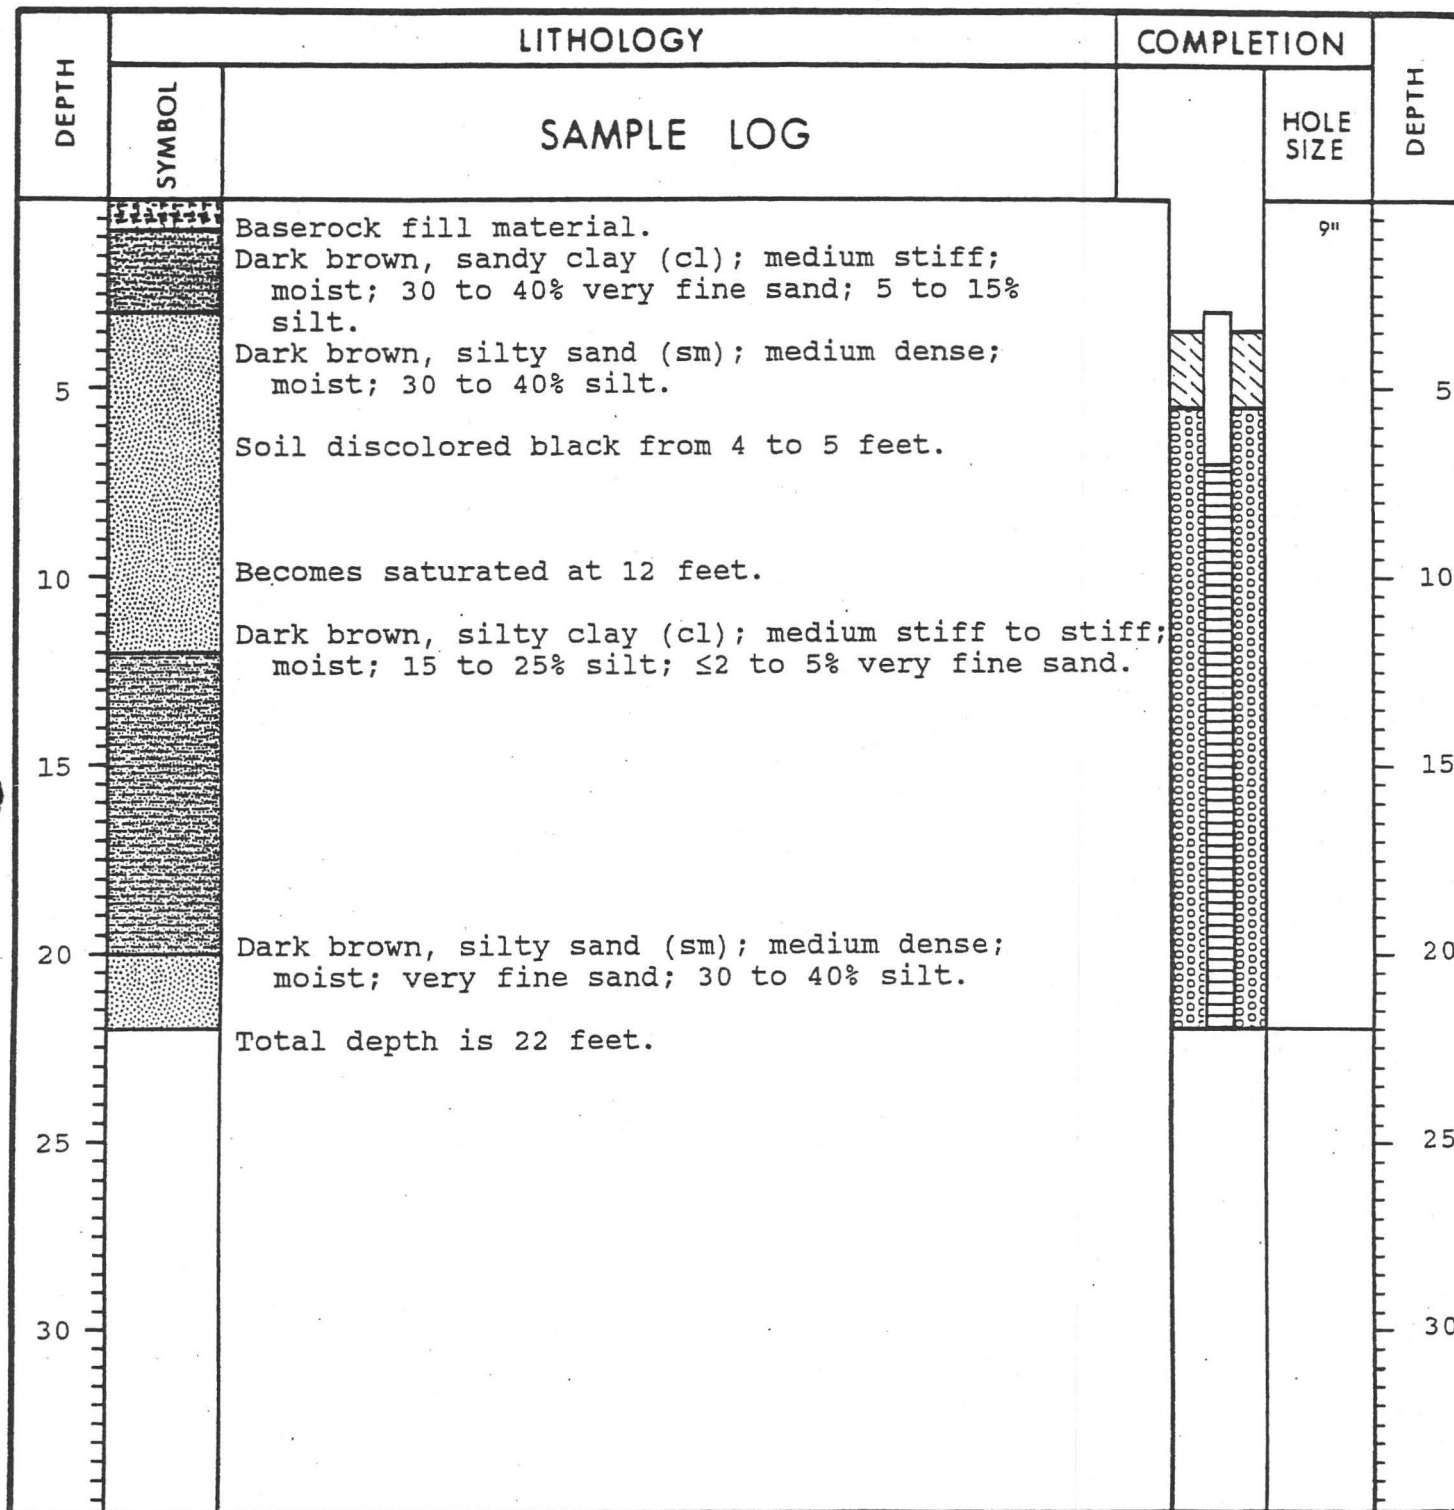 LITHOLOGY
COMPLETION
DEPTH
SYMBOL
SAMPLE LOG
HOLE
SIZE
DEPTH
9"
Baserock fill material.
Dark brown, sandy clay (cl); medium stiff;
moist; 30 to 40% very fine sand; 5 to 15%
silt.
Dark brown, silty sand (sm); medium dense;
moist; 30 to 40% silt.
5
5
Soil discolored black from 4 to 5 feet.
Becomes saturated at 12 feet.
10
10
Dark brown, silty clay (cl); medium stiff to stiff;
moist; 15 to 25% silt; ≤2 to 5% very fine sand.
15
15
Dark brown, silty sand (sm); medium dense;
20
20
moist; very fine sand; 30 to 40% silt.
Total depth is 22 feet.
25
25
30
30